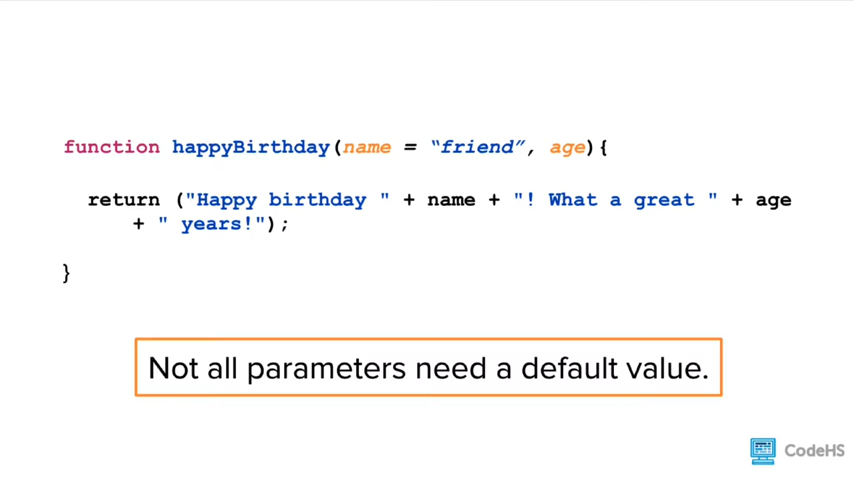 function happyBirthday(name = “friend”, age){
return ("Happy birthday " + name + "! What a great " + age
+ " years!");
}
Not all parameters need a default value.
CodeHS